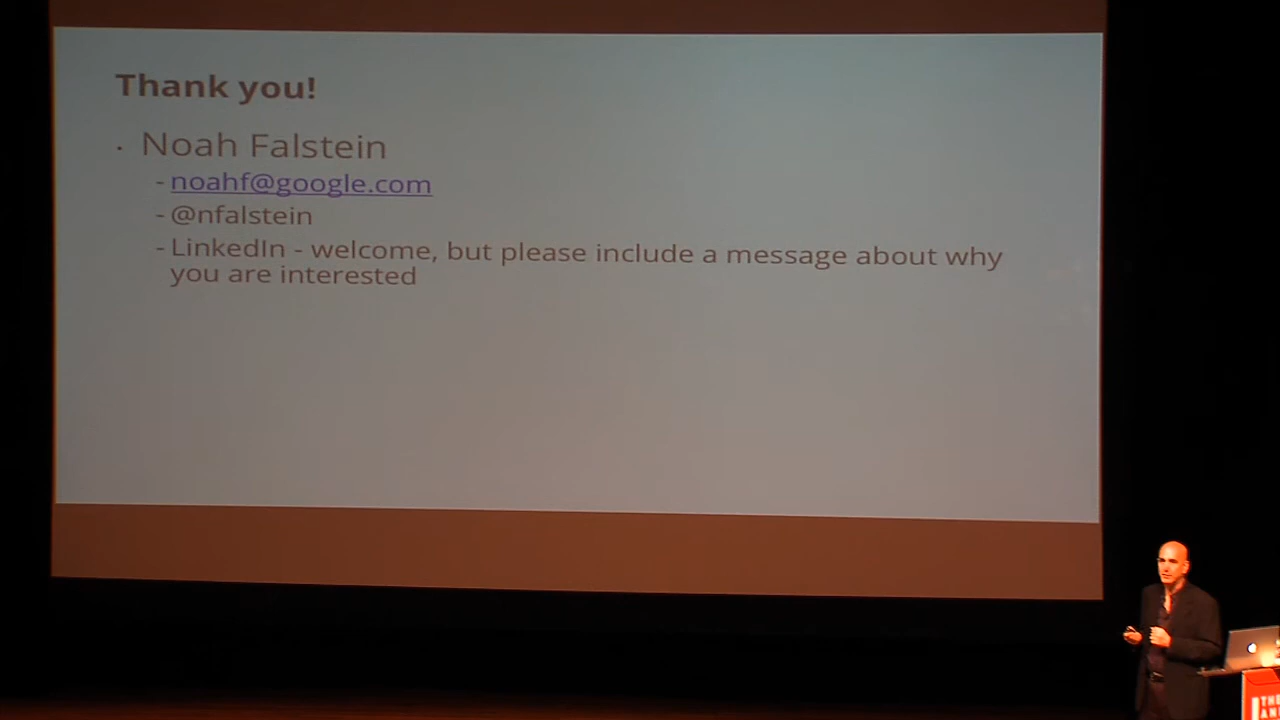 Thank you!
· Noah Falstein
- noahf@google.com
- @nfalstein
- LinkedIn - welcome, but please include a message about why
you are interested